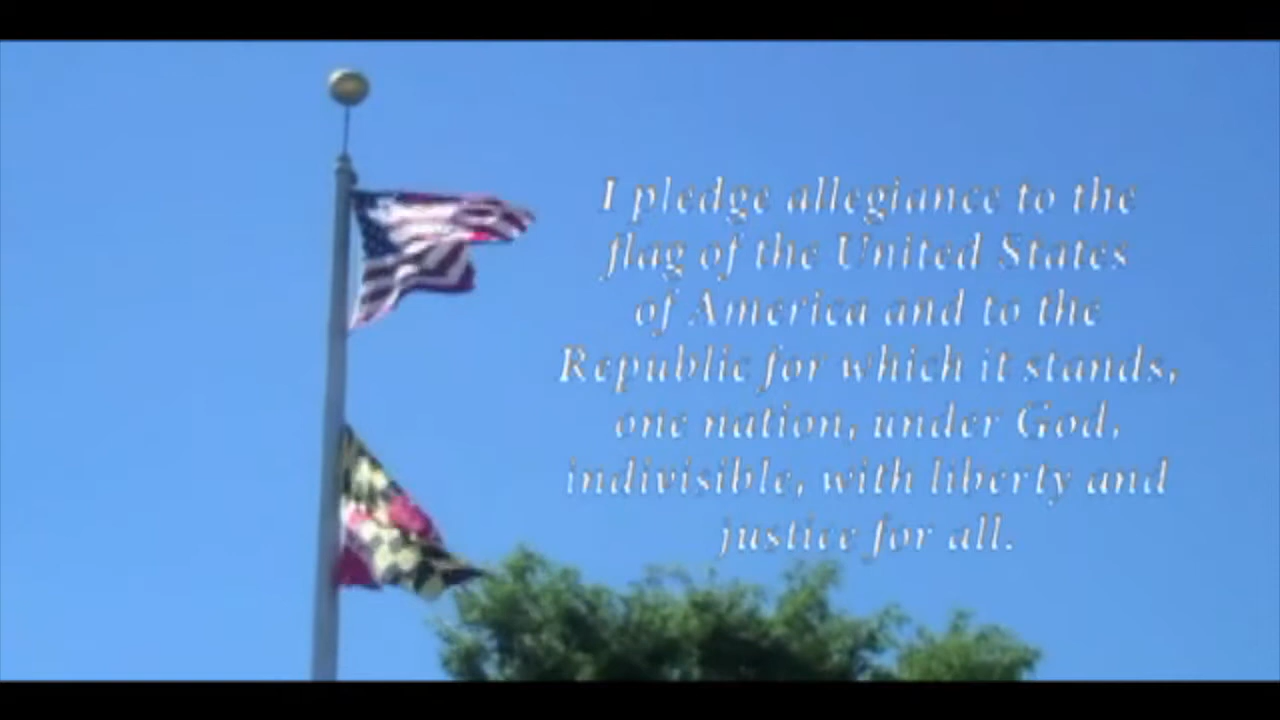 I pledge allegiance to the
flag of the United States
of America and to the
Republic for which it stands,
one nation, under God,
indivisible, with liberty and
justice for all.